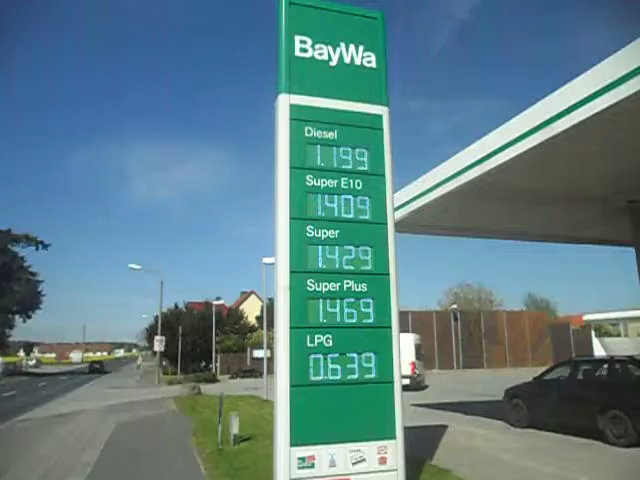 BayWa
Diesel
1.199
Super E10
1.409
Super
1.429
Super Plus
1.469
LPG
0.639